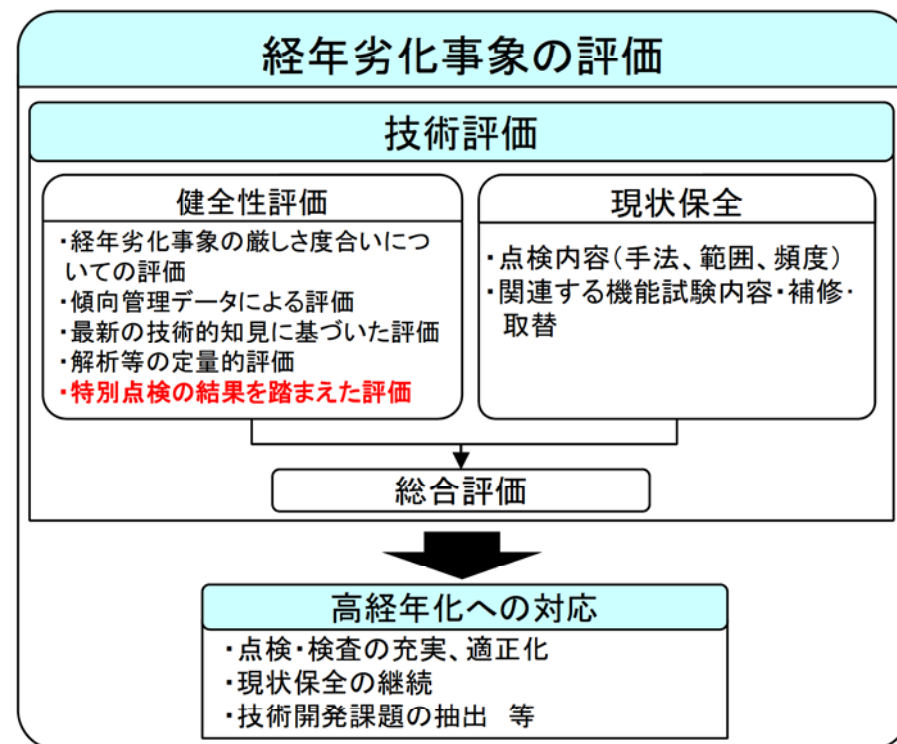 経年劣化事象の評価
技術評価
健全性評価
・経年劣化事象の厳しさ度合いにつ
いての評価
・傾向管理データによる評価
・最新の技術的知見に基づいた評価
・解析等の定量的評価
・特別点検の結果を踏まえた評価
現状保全
・点検内容(手法、範囲、頻度)
・関連する機能試験内容・補修・
取替
総合評価
高経年化への対応
・点検・検査の充実、適正化
・現状保全の継続
・技術開発課題の抽出 等